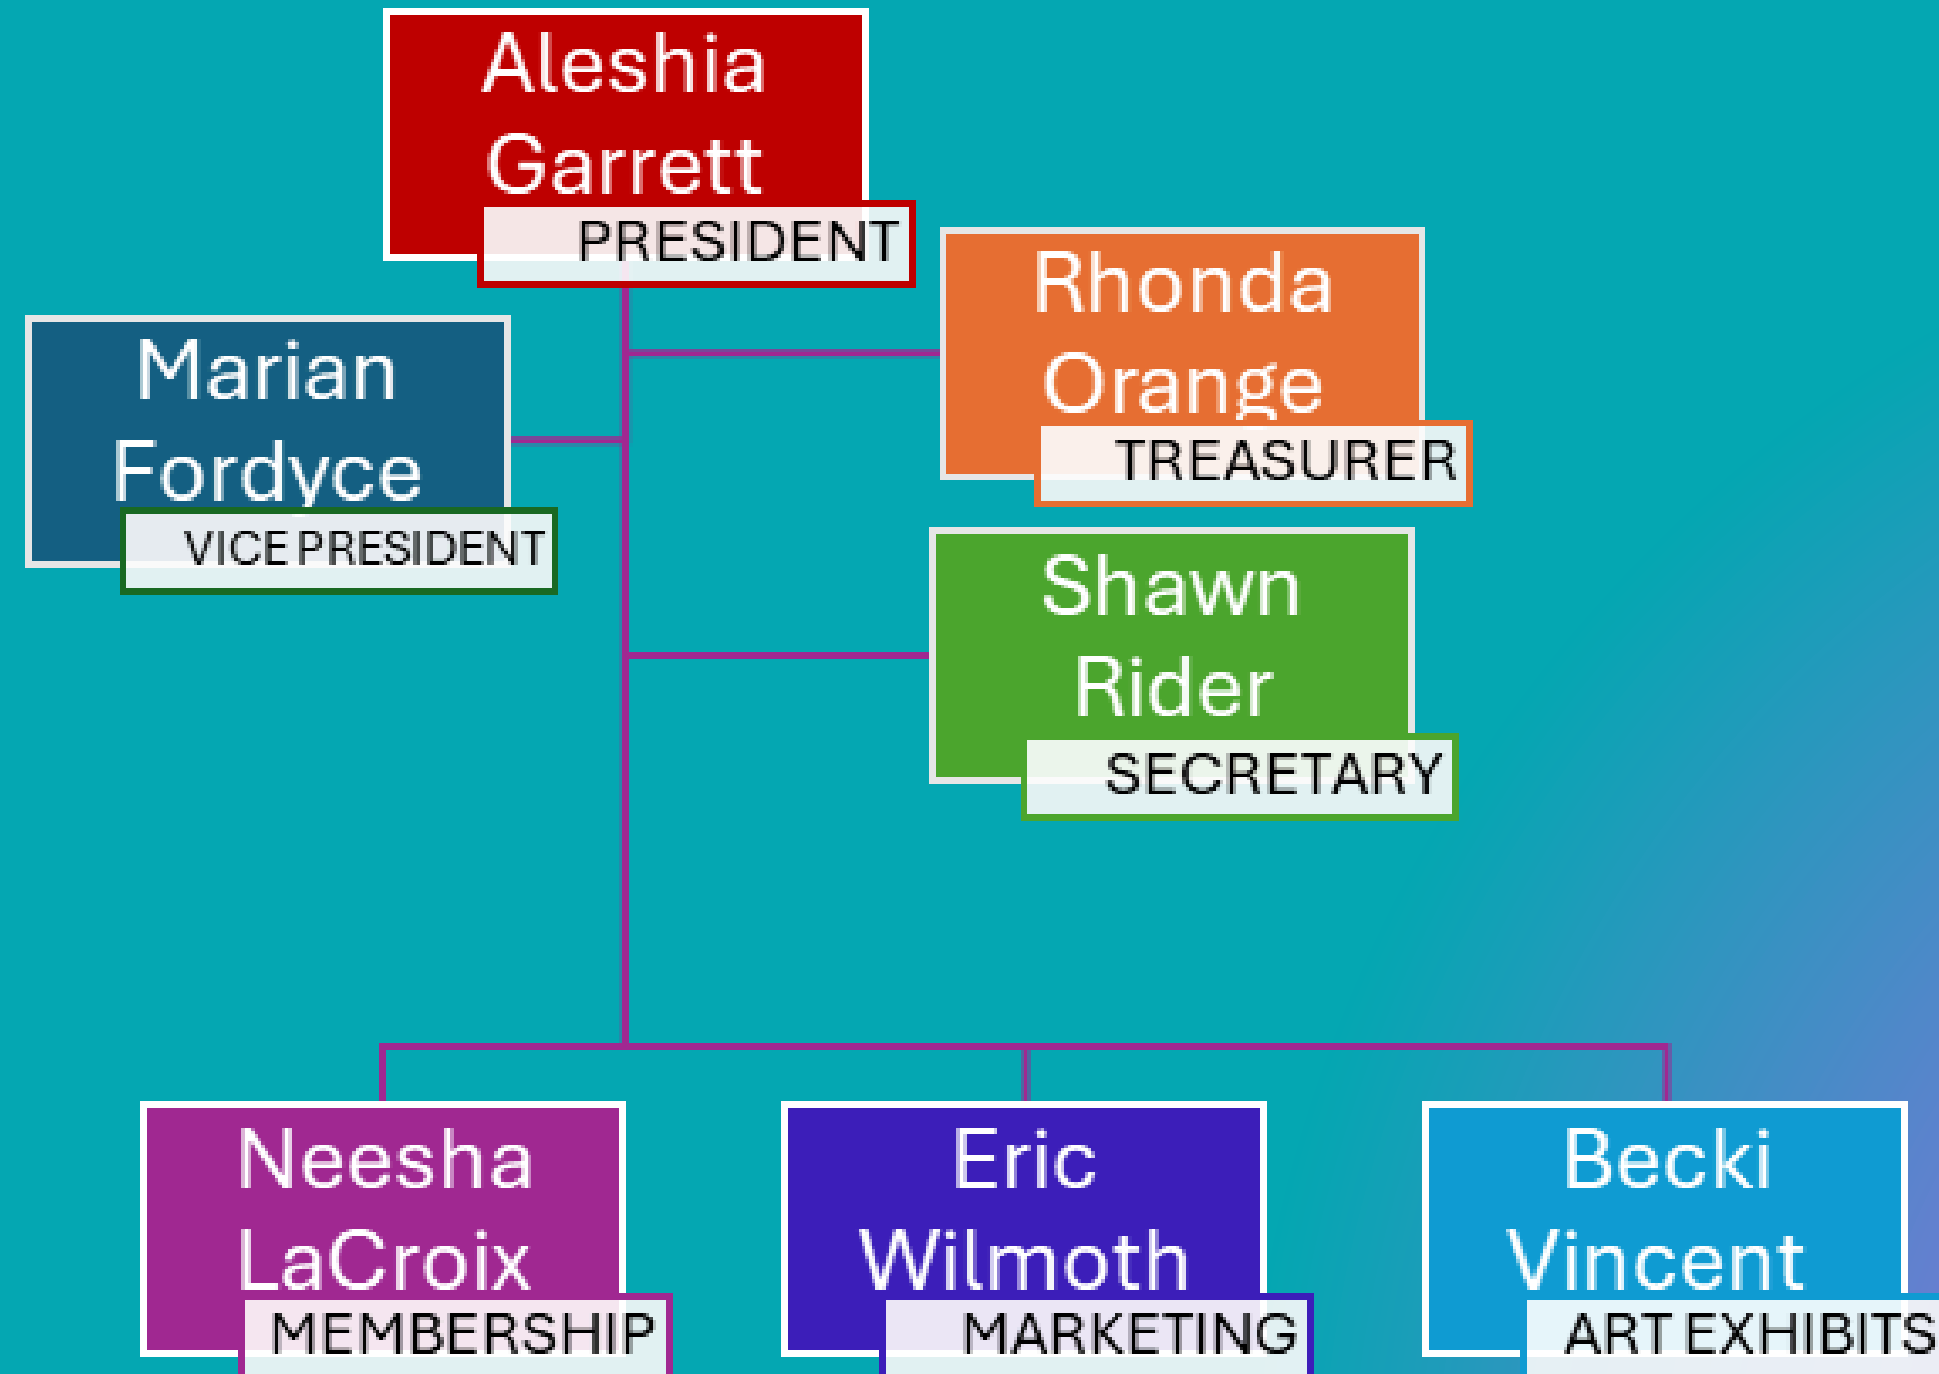 Aleshia
Garrett
PRESIDENT
Rhonda
Orange
TREASURER
Marian
Fordyce
VICE PRESIDENT
Shawn
Rider
SECRETARY
Neesha
LaCroix
MEMBERSHIP
Eric
Wilmoth
MARKETING
Becki
Vincent
ART EXHIBITS